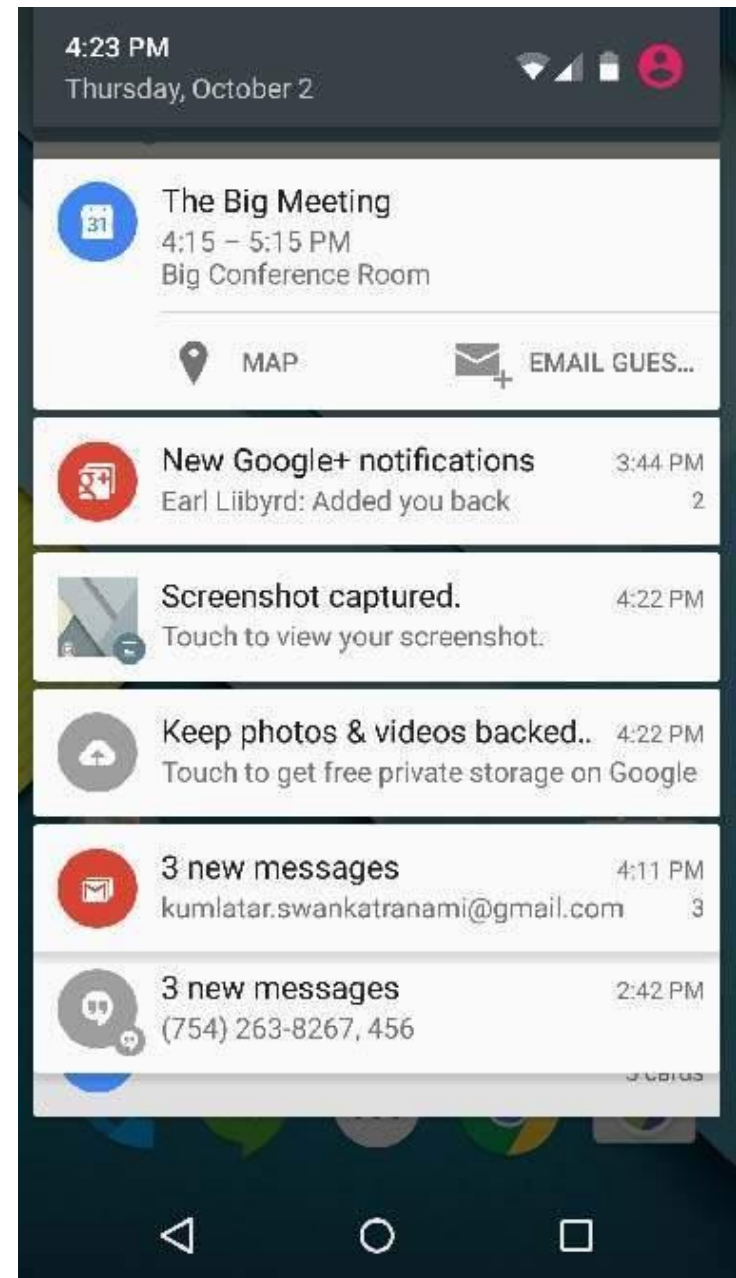 4:23 PM
Thursday, October 2
31
The Big Meeting
4:15 – 5:15 PM
Big Conference Room
MAP EMAIL GUES...
New Google+ notifications 3:44 PM
Earl Liibyrd: Added you back 2
Screenshot captured. 4:22 PM
Touch to view your screenshot.
Keep photos & videos backed.. 4:22 PM
Touch to get free private storage on Google
3 new messages 4:11 PM
kumlatar.swankatranami@gmail.com 3
3 new messages 2:42 PM
(754) 263-8267, 456
cards